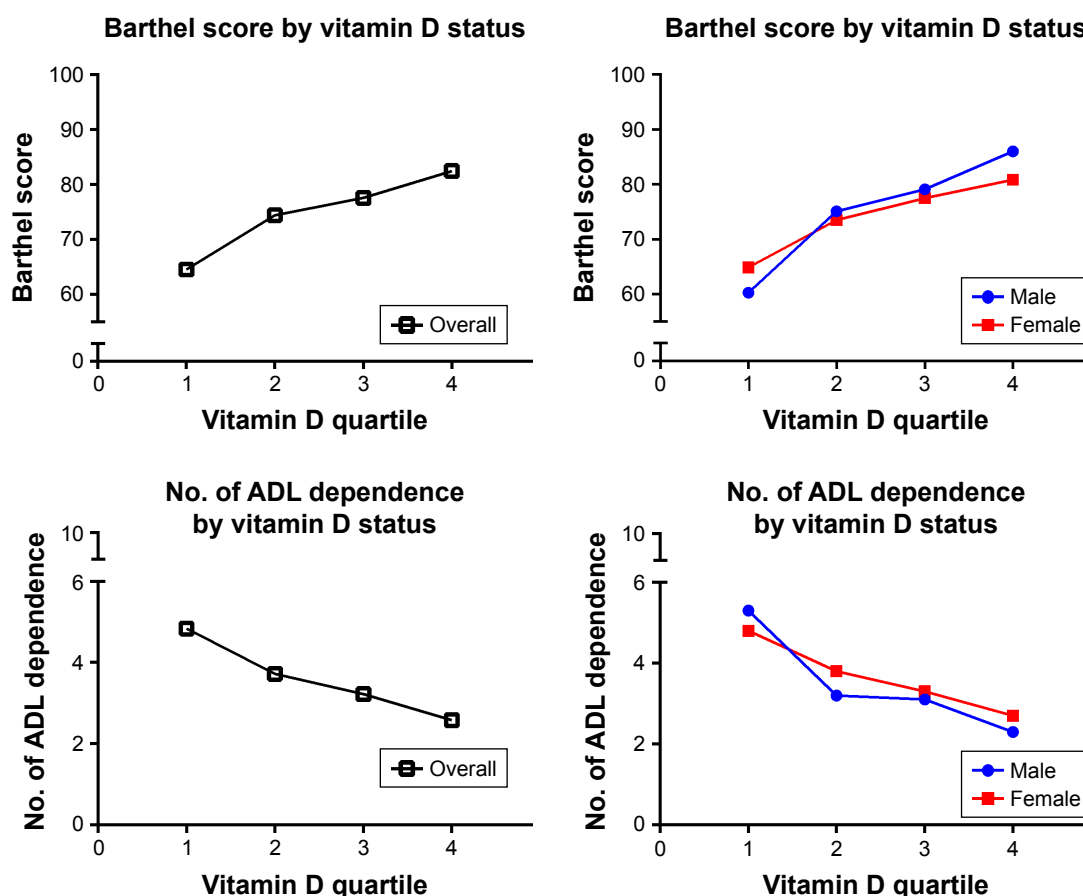 Barthel score by vitamin D status
100
90
80
70
60
0
Barthel score
Overall
0 1 2 3 4
Vitamin D quartile
Barthel score by vitamin D status
100
90
80
70
60
0
Barthel score
Male
Female
0 1 2 3 4
Vitamin D quartile
No. of ADL dependence
by vitamin D status
10
6
4
2
0
No. of ADL dependence
Overall
0 1 2 3 4
Vitamin D quartile
No. of ADL dependence
by vitamin D status
10
6
4
2
0
No. of ADL dependence
Male
Female
0 1 2 3 4
Vitamin D quartile